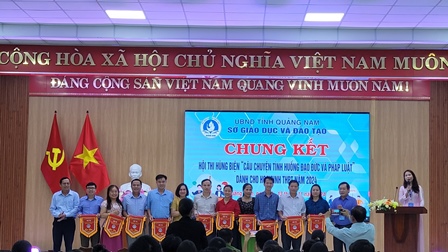 CỘNG HÒA XÃ HỘI CHỦ NGHĨA VIỆT NAM MUÔN
ĐẢNG CỘNG SẢN VIỆT NAM QUANG VINH MUÔN NĂM!
UBND TỈNH QUẢNG NAM
SỞ GIÁO DỤC VÀ ĐÀO TẠO
CHUNG KẾT
HỘI THI HÙNG BIỆN "CÂU CHUYỆN TÌNH HUỐNG ĐẠO ĐỨC VÀ PHÁP LUẬT"
DÀNH CHO HỌC SINH THPT NĂM